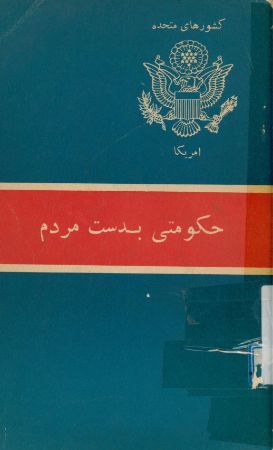 کشورهای متحده
امریکا
حکومتی بدست مردم